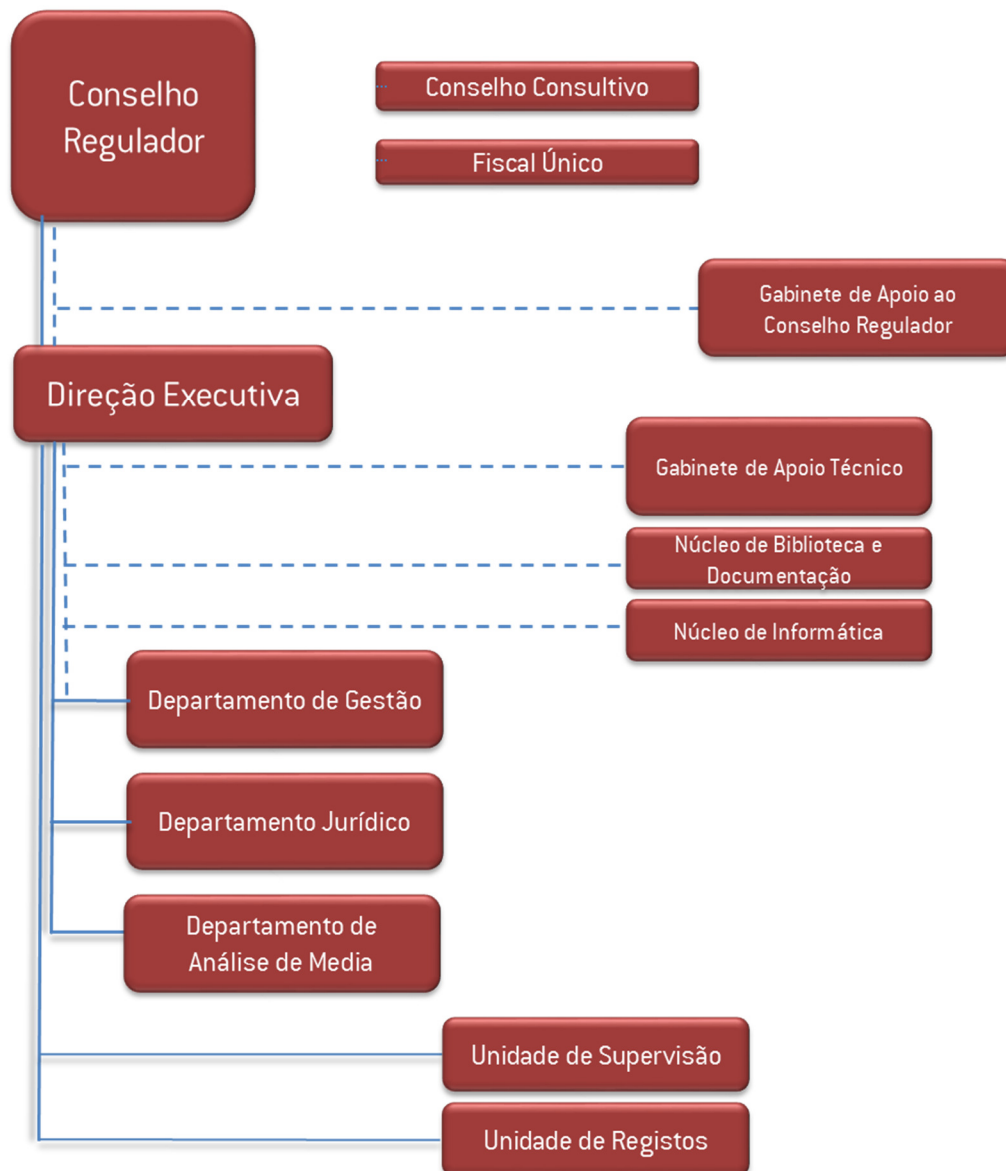 Conselho
Regulador
Conselho Consultivo
Fiscal Único
Gabinete de Apoio ao
Conselho Regulador
Direção Executiva
Gabinete de Apoio Técnico
Núcleo de Biblioteca e
Documentação
Núcleo de Informática
Departamento de Gestão
Departamento Jurídico
Departamento de
Análise de Media
Unidade de Supervisão
Unidade de Registos